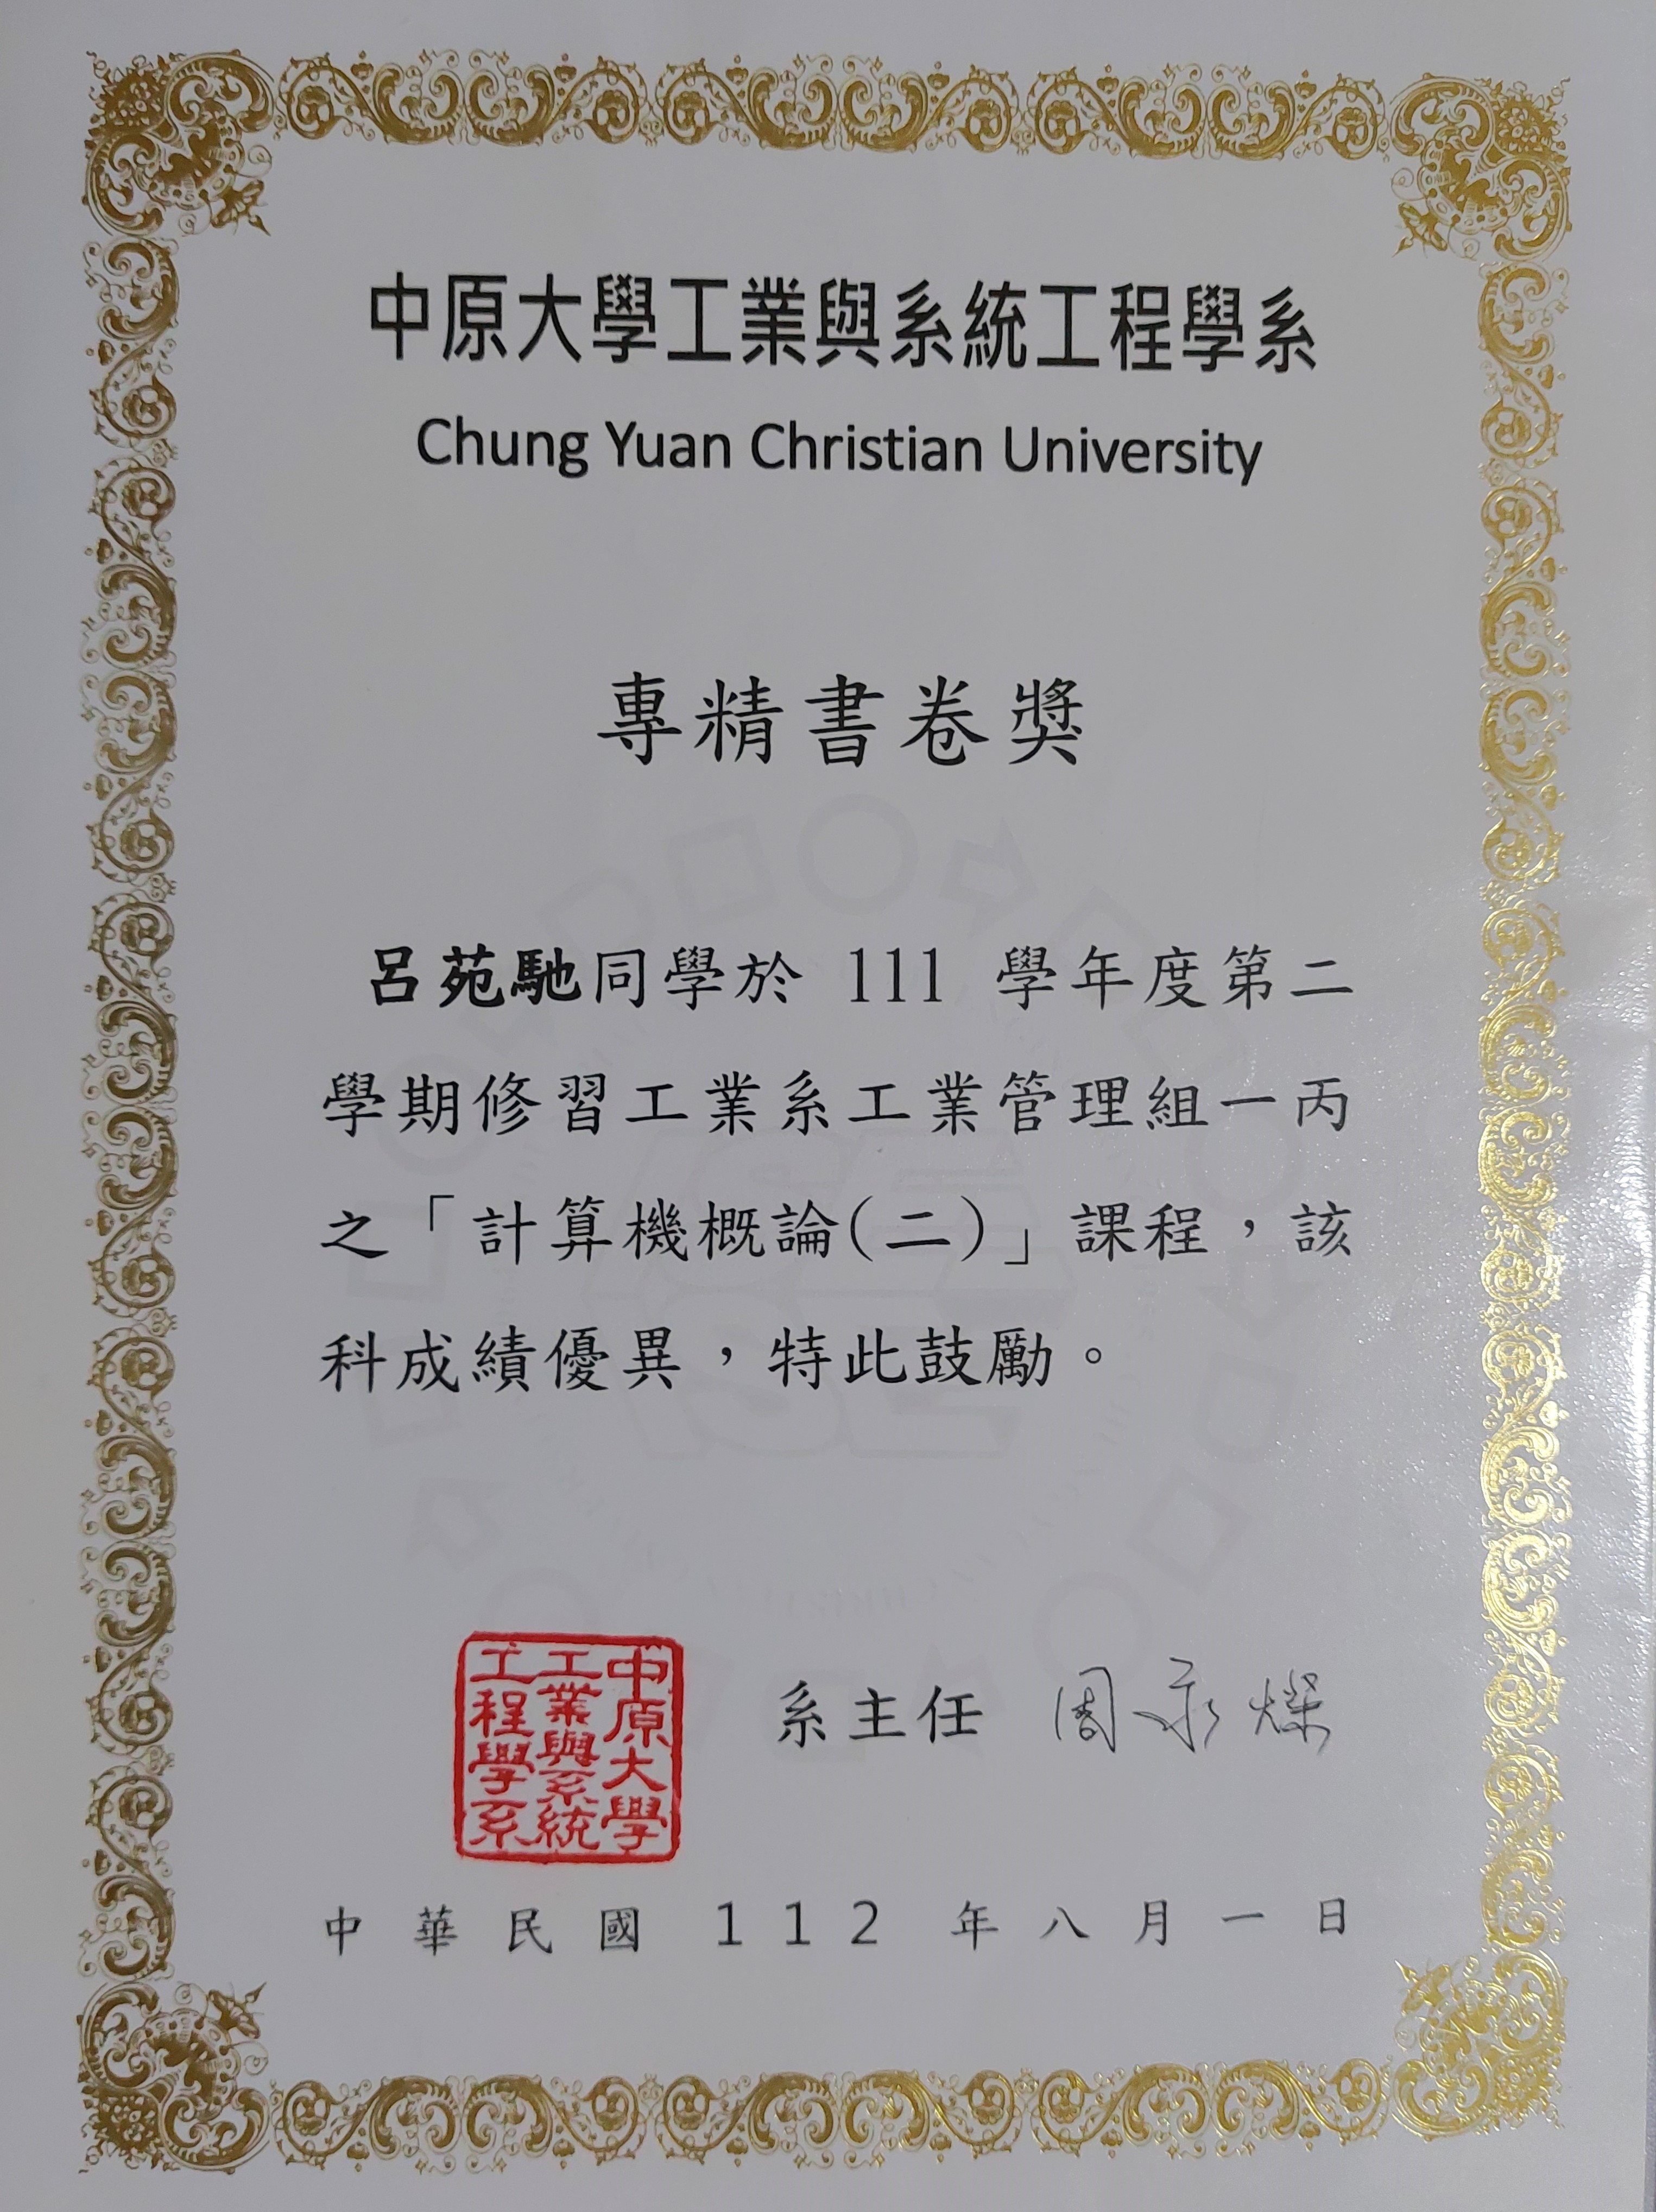 中原大學工業與系統工程學系
Chung Yuan Christian University
專精書卷獎
呂苑馳同學於 111 學年度第二
學期修習工業系工業管理組一丙
之「計算機概論(二)」課程，該
科成績優異，特此鼓勵。
中原大學
工業與系統
工程學系
系主任 周永燦
中華民國 112 年八月一日